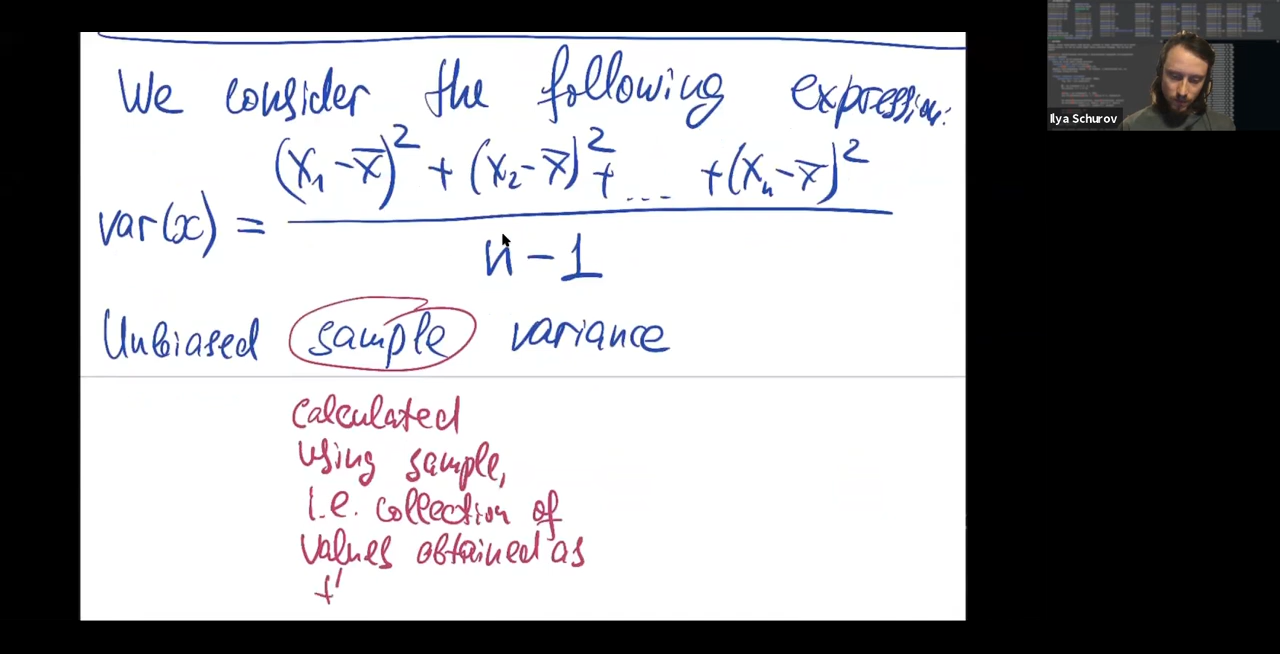 We consider the following expression:
var(x) = ((x₁ - x̄)² + (x₂ - x̄)² + ... + (xₙ - x̄)²) / (n - 1)
Unbiased sample variance
calculated
using sample,
i.e. collection of
values obtained as
Ilya Schurov